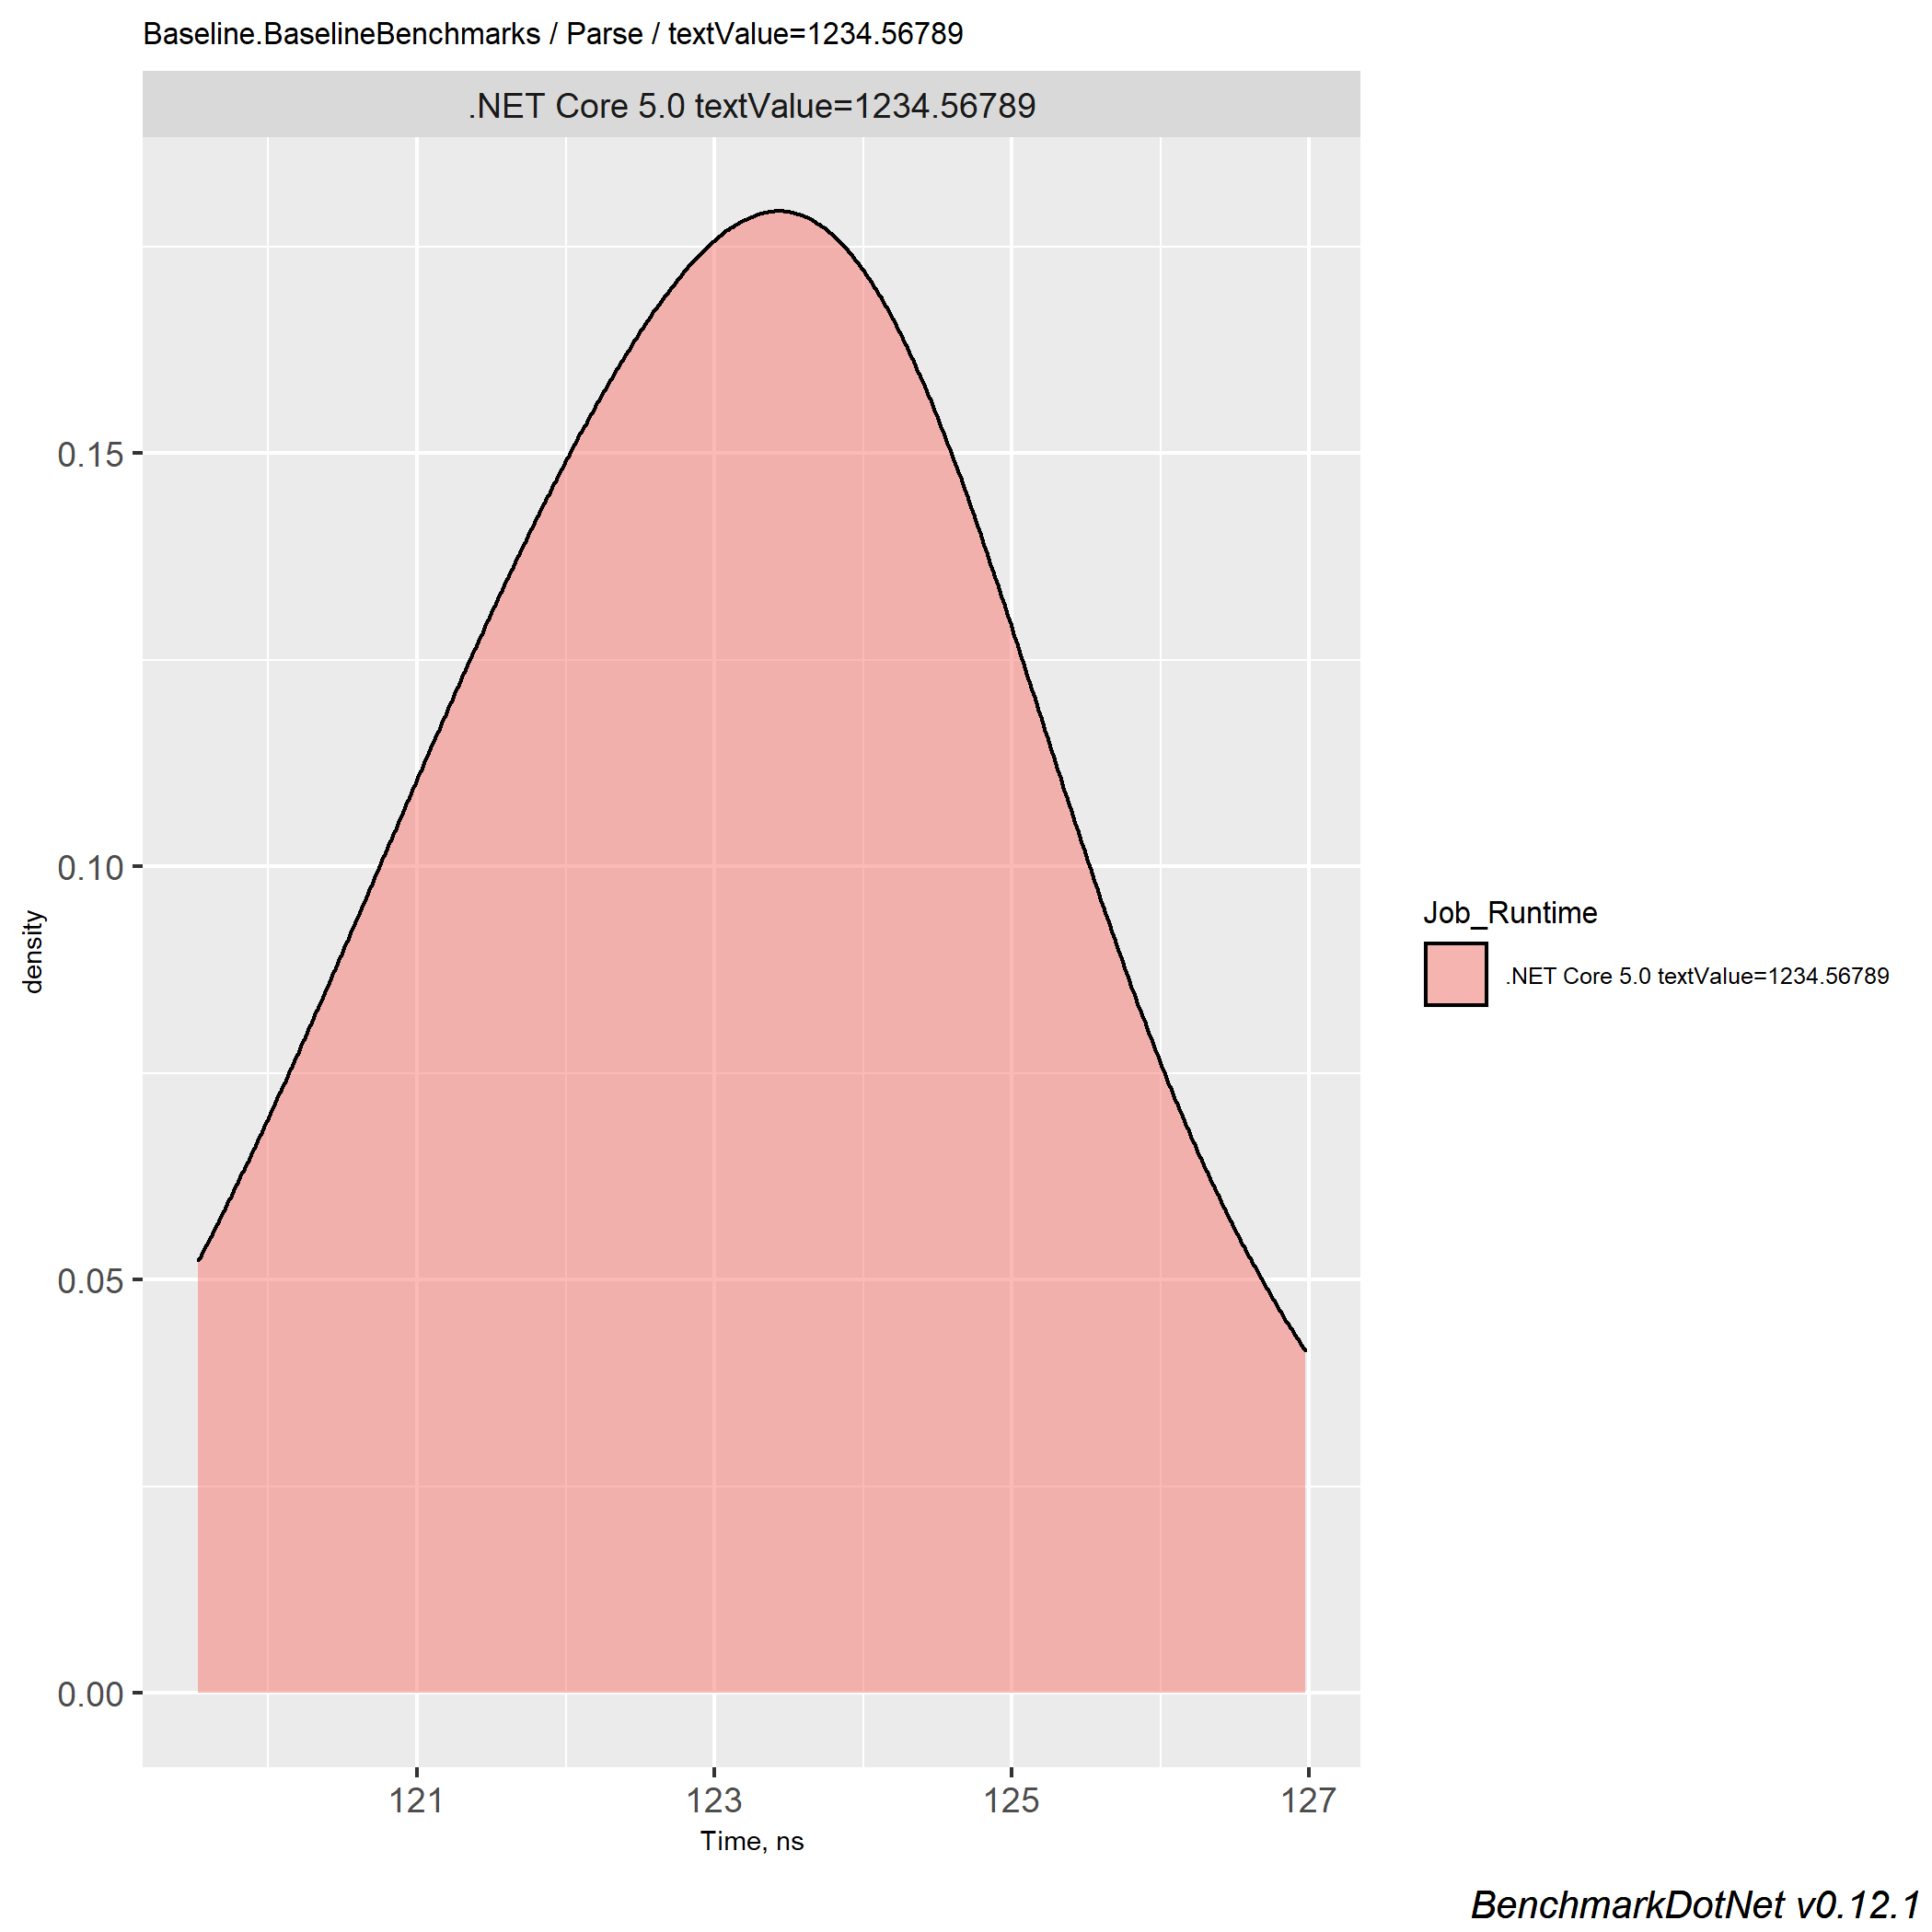 Baseline.BaselineBenchmarks / Parse / textValue=1234.56789
.NET Core 5.0 textValue=1234.56789
0.15
0.10
0.05
0.00
density
121 123 125 127
Time, ns
Job_Runtime
.NET Core 5.0 textValue=1234.56789
BenchmarkDotNet v0.12.1